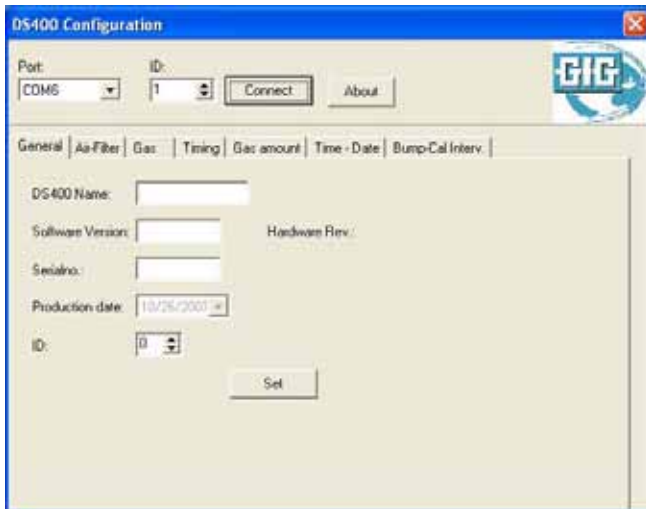 DS400 Configuration
Port: ID:
COM6 1 Connect About
GfG
General Air-Filter Gas Timing Gas amount Time - Date Bump-Cal Interv.
DS400 Name:
Software Version: Hardware Rev.:
Serialno.:
Production date: 10/26/2007
ID: 0
Set